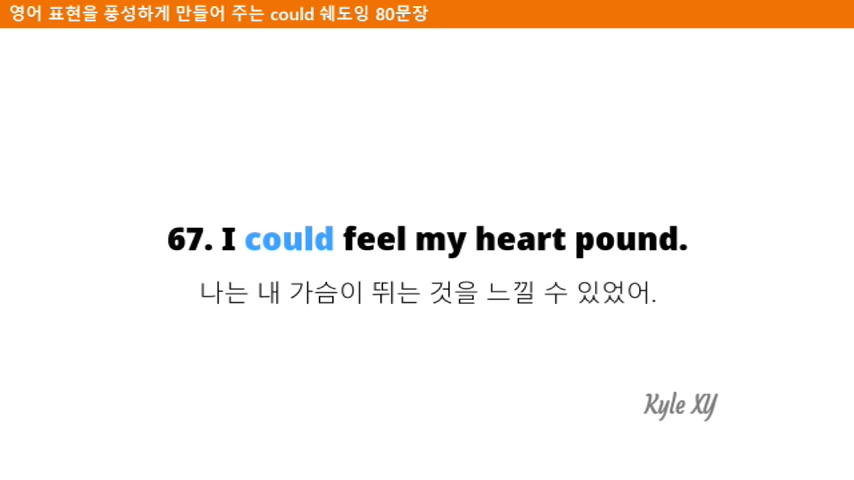 영어 표현을 풍성하게 만들어 주는 could 쉐도잉 80문장
67. I could feel my heart pound.
나는 내 가슴이 뛰는 것을 느낄 수 있었어.
Kyle XY